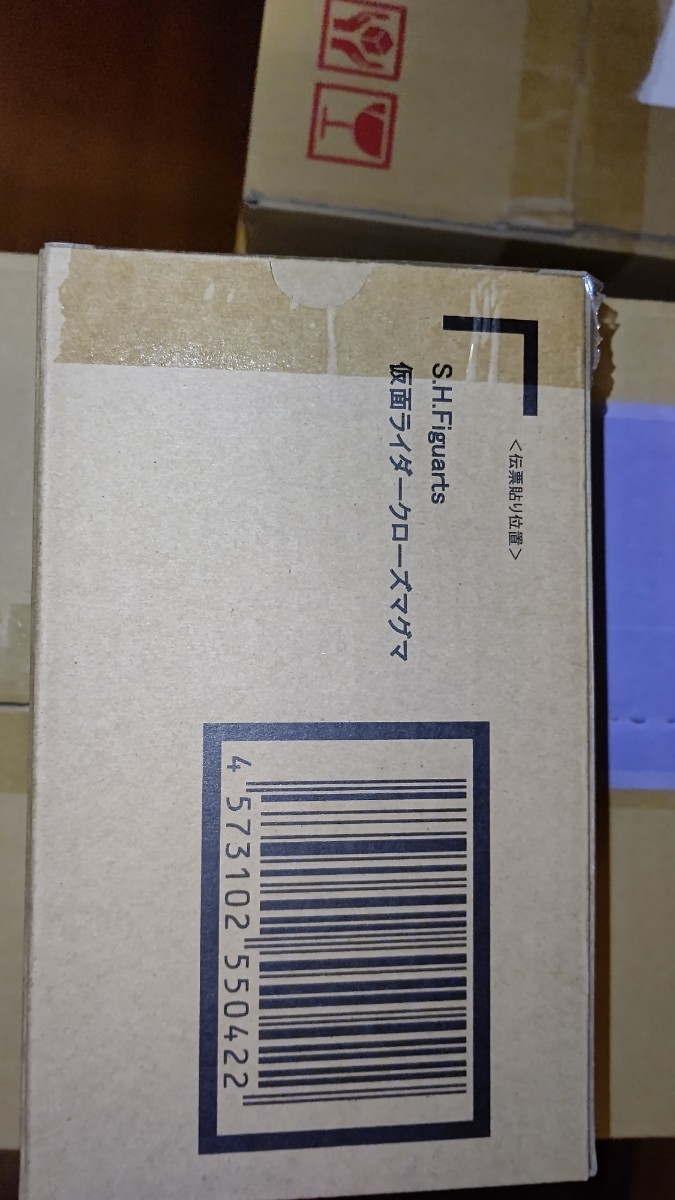 <伝票貼り位置>
S.H.Figuarts
仮面ライダークローズマグマ
4 573102 550422